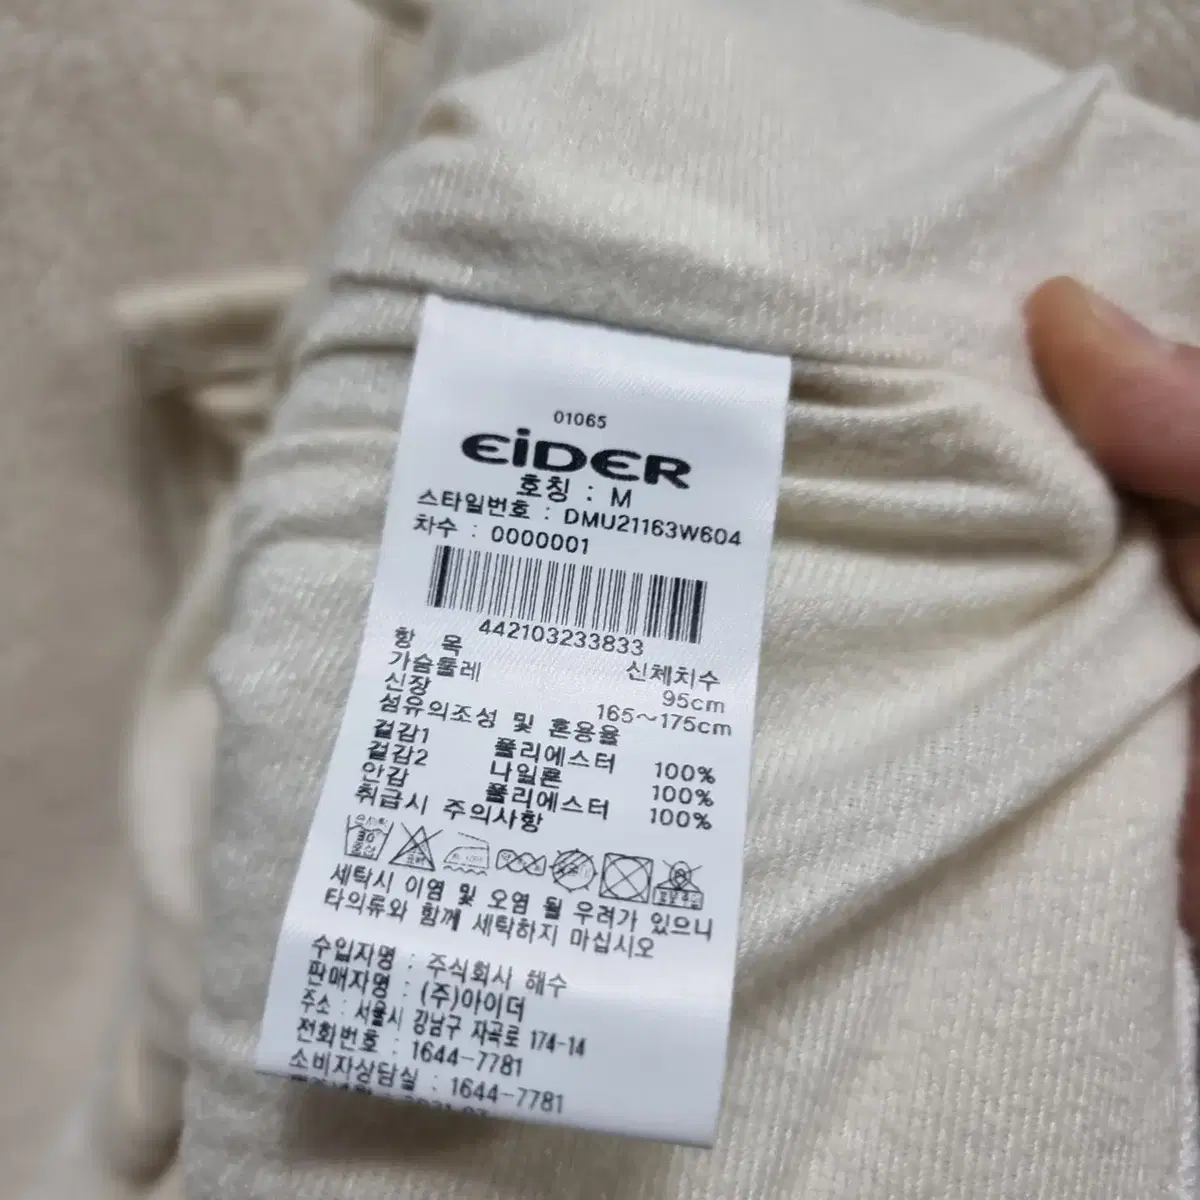 01065
EiDER
호칭 : M
스타일번호 : DMU21163W604
차수 : 0000001
442103233833
항 목 신체치수
가슴둘레 95cm
신장 165~175cm
섬유의조성 및 혼용율
겉감1 폴리에스터 100%
겉감2 나일론 100%
안감 폴리에스터 100%
취급시 주의사항
30
중성
세탁시 이염 및 오염 될 우려가 있으니
타의류와 함께 세탁하지 마십시오
수입자명 : 주식회사 해수
판매자명 : (주)아이더
주소 : 서울시 강남구 자곡로 174-14
전화번호 : 1644-7781
소비자상담실 : 1644-7781